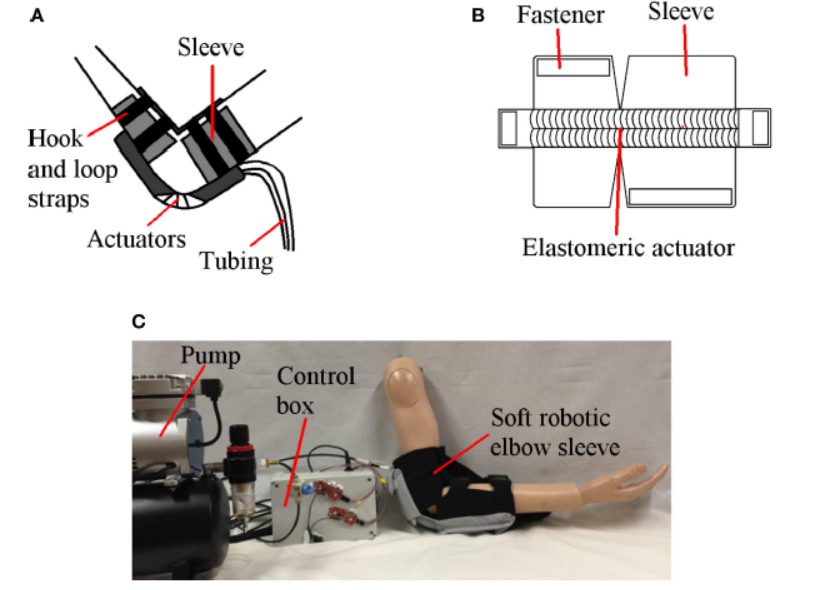 A
Sleeve
Hook
and loop
straps
Actuators
Tubing
B
Fastener
Sleeve
Elastomeric actuator
C
Pump
Control
box
Soft robotic
elbow sleeve